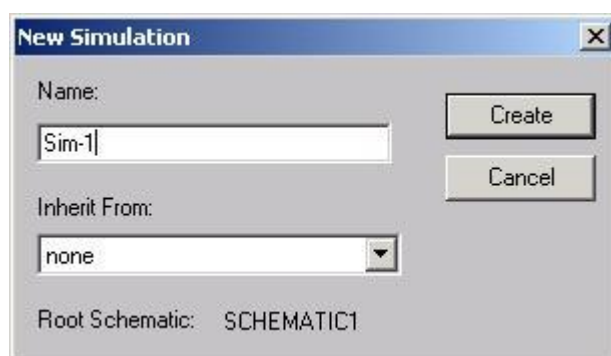 New Simulation
Name:
Create
Sim-1
Cancel
Inherit From:
none
Root Schematic: SCHEMATIC1